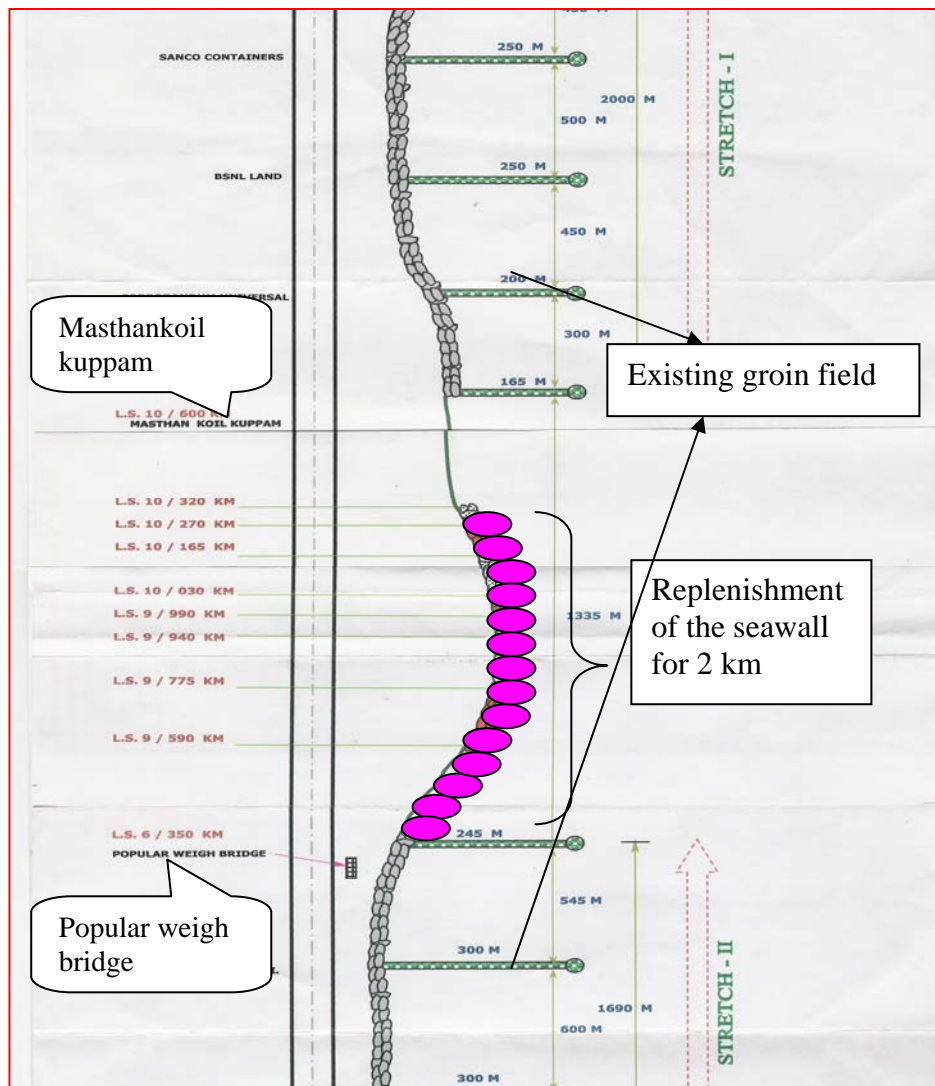 SANCO CONTAINERS
250 M
2000 M
500 M
STRETCH - I
BSNL LAND
250 M
450 M
200 M
300 M
Masthankoil
kuppam
Existing groin field
165 M
L.S. 10 / 600 KM
MASTHAN KOIL KUPPAM
L.S. 10 / 320 KM
L.S. 10 / 270 KM
L.S. 10 / 165 KM
L.S. 10 / 030 KM
L.S. 9 / 990 KM
L.S. 9 / 940 KM
L.S. 9 / 775 KM
L.S. 9 / 590 KM
1335 M
Replenishment
of the seawall
for 2 km
L.S. 6 / 350 KM
POPULAR WEIGH BRIDGE
245 M
545 M
Popular weigh
bridge
300 M
1690 M
600 M
STRETCH - II
300 M